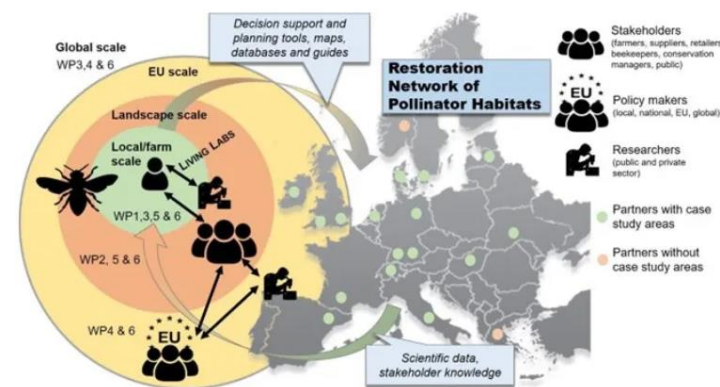 Global scale
WP3,4 & 6
EU scale
Landscape scale
Local/farm
scale
LIVING LABS
WP1,3,5 & 6
WP2, 5 & 6
WP4 & 6
EU
Decision support and
planning tools, maps,
databases and guides
Restoration
Network of
Pollinator Habitats
Scientific data,
stakeholder knowledge
Stakeholders
(farmers, suppliers, retailers
beekeepers, conservation
managers, public)
EU
Policy makers
(local, national, EU, global)
Researchers
(public and private
sector)
Partners with case
study areas
Partners without
case study areas